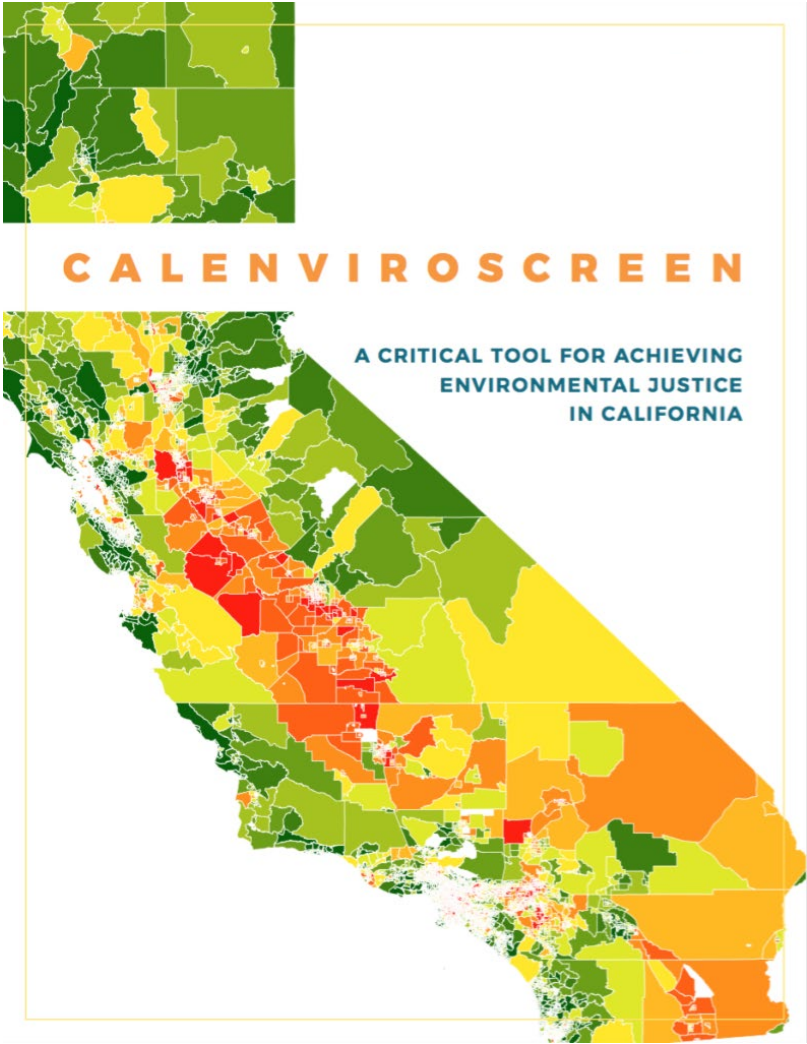 CALENVIROSCREEN
A CRITICAL TOOL FOR ACHIEVING
ENVIRONMENTAL JUSTICE
IN CALIFORNIA